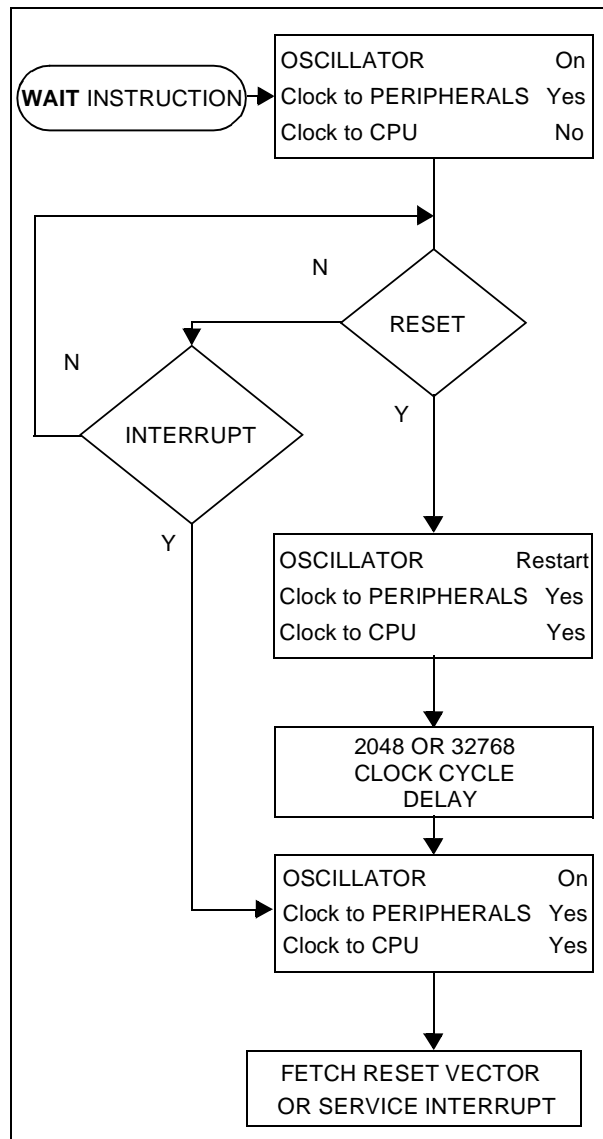 WAIT INSTRUCTION
OSCILLATOR On
Clock to PERIPHERALS Yes
Clock to CPU No
N
RESET
N
INTERRUPT
Y
Y
OSCILLATOR Restart
Clock to PERIPHERALS Yes
Clock to CPU Yes
2048 OR 32768
CLOCK CYCLE
DELAY
OSCILLATOR On
Clock to PERIPHERALS Yes
Clock to CPU Yes
FETCH RESET VECTOR
OR SERVICE INTERRUPT